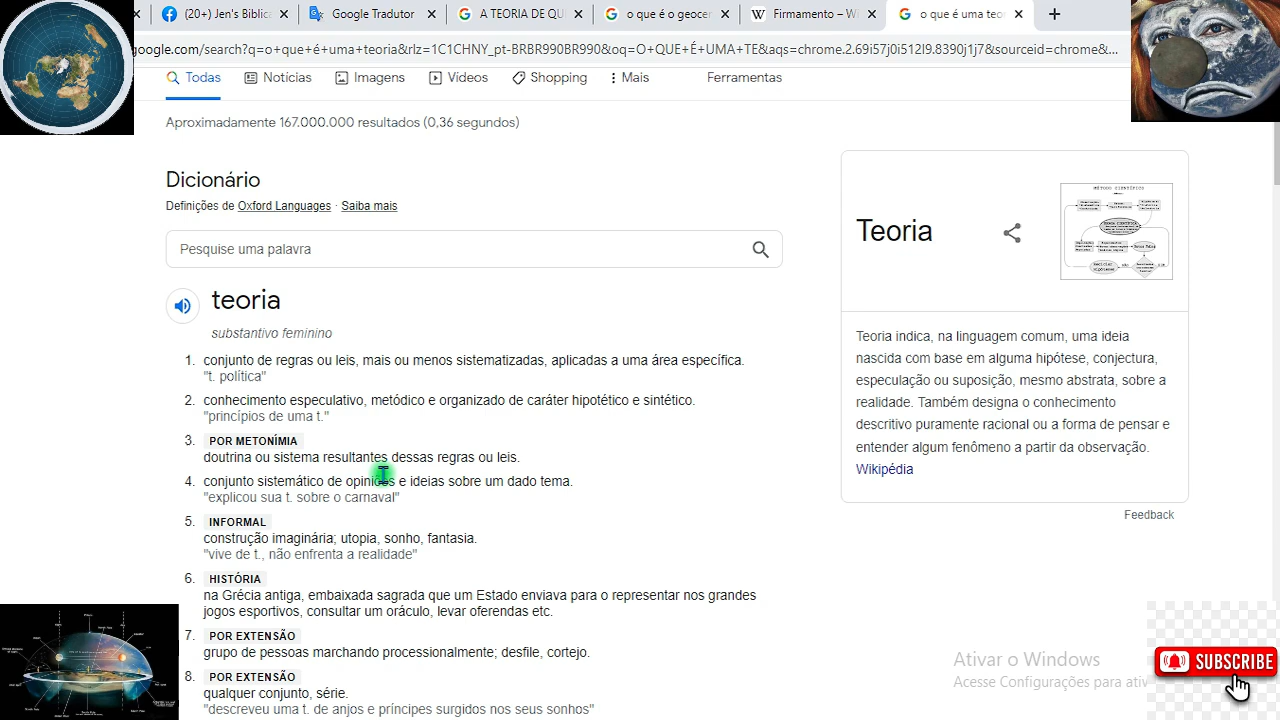 (20+) Jenis Biblica
Google Tradutor
A TEORIA DE QU
o que é o geoce
Firmamento – Wi
o que é uma teor
google.com/search?q=o+que+é+uma+teoria&rlz=1C1CHNY_pt-BRBR990BR990&oq=O+QUE+É+UMA+TE&aqs=chrome.2.69i57j0i512l9.8390j1j7&sourceid=chrome&...
Todas
Notícias
Imagens
Vídeos
Shopping
Mais
Ferramentas
Aproximadamente 167.000.000 resultados (0,36 segundos)
Dicionário
Definições de Oxford Languages · Saiba mais
Pesquise uma palavra
teoria
substantivo feminino
1. conjunto de regras ou leis, mais ou menos sistematizadas, aplicadas a uma área específica.
"t. política"
2. conhecimento especulativo, metódico e organizado de caráter hipotético e sintético.
"princípios de uma t."
3. POR METONÍMIA
doutrina ou sistema resultantes dessas regras ou leis.
4. conjunto sistemático de opiniões e ideias sobre um dado tema.
"explicou sua t. sobre o carnaval"
5. INFORMAL
construção imaginária; utopia, sonho, fantasia.
"vive de t., não enfrenta a realidade"
6. HISTÓRIA
na Grécia antiga, embaixada sagrada que um Estado enviava para o representar nos grandes
jogos esportivos, consultar um oráculo, levar oferendas etc.
7. POR EXTENSÃO
grupo de pessoas marchando processionalmente; desfile, cortejo.
8. POR EXTENSÃO
qualquer conjunto, série.
"descreveu uma t. de reis e príncipes surgidos nos últimos séculos"
Teoria
MÉTODO CIENTÍFICO
Teoria indica, na linguagem comum, uma ideia
nascida com base em alguma hipótese, conjectura,
especulação ou suposição, mesmo abstrata, sobre a
realidade. Também designa o conhecimento
descritivo puramente racional ou a forma de pensar e
entender algum fenômeno a partir da observação.
Wikipédia
Feedback
Ativar o Windows
Acesse Configurações para ativ
SUBSCRIBE